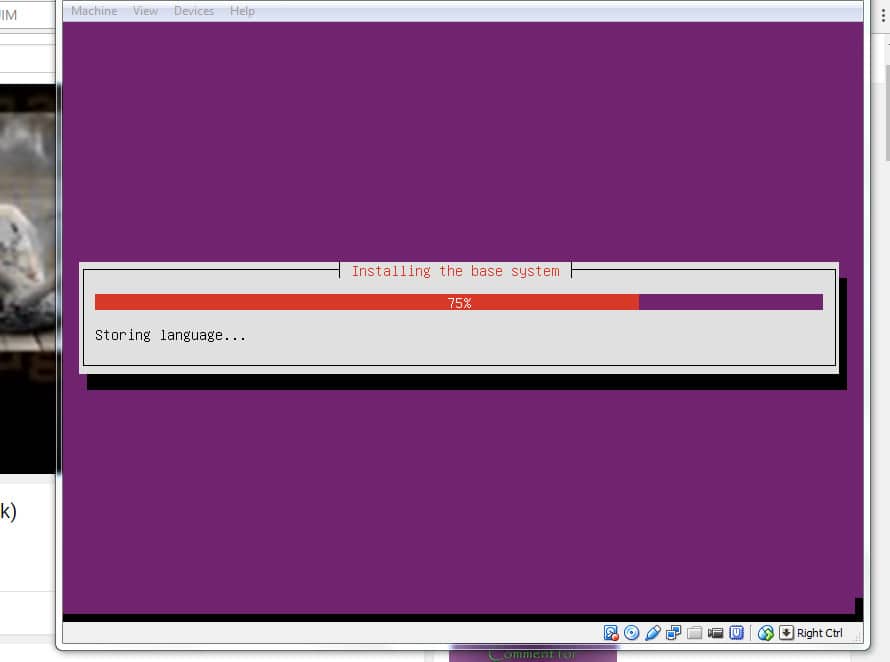 IM
Machine View Devices Help
Installing the base system
75%
Storing language...
k)
Right Ctrl
Comment for